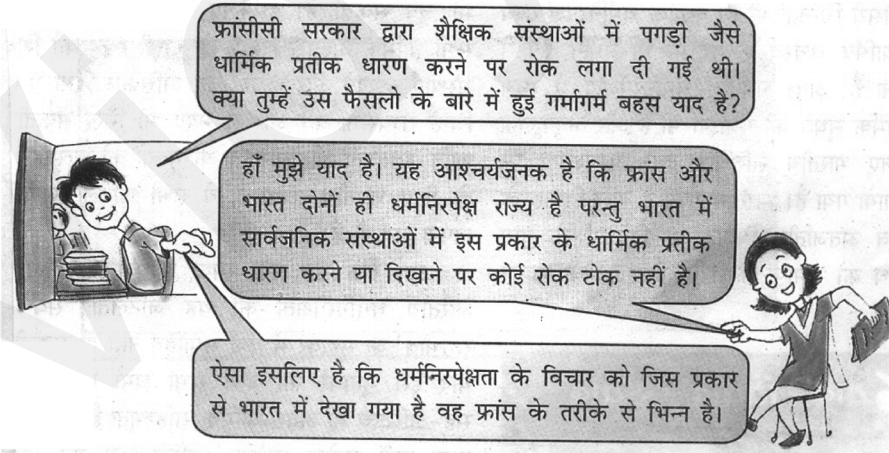 फ्रांसीसी सरकार द्वारा शैक्षिक संस्थाओं में पगड़ी जैसे
धार्मिक प्रतीक धारण करने पर रोक लगा दी गई थी।
क्या तुम्हें उस फैसलो के बारे में हुई गर्मागर्म बहस याद है?
हाँ मुझे याद है। यह आश्चर्यजनक है कि फ्रांस और
भारत दोनों ही धर्मनिरपेक्ष राज्य है परन्तु भारत में
सार्वजनिक संस्थाओं में इस प्रकार के धार्मिक प्रतीक
धारण करने या दिखाने पर कोई रोक टोक नहीं है।
ऐसा इसलिए है कि धर्मनिरपेक्षता के विचार को जिस प्रकार
से भारत में देखा गया है वह फ्रांस के तरीके से भिन्न है।